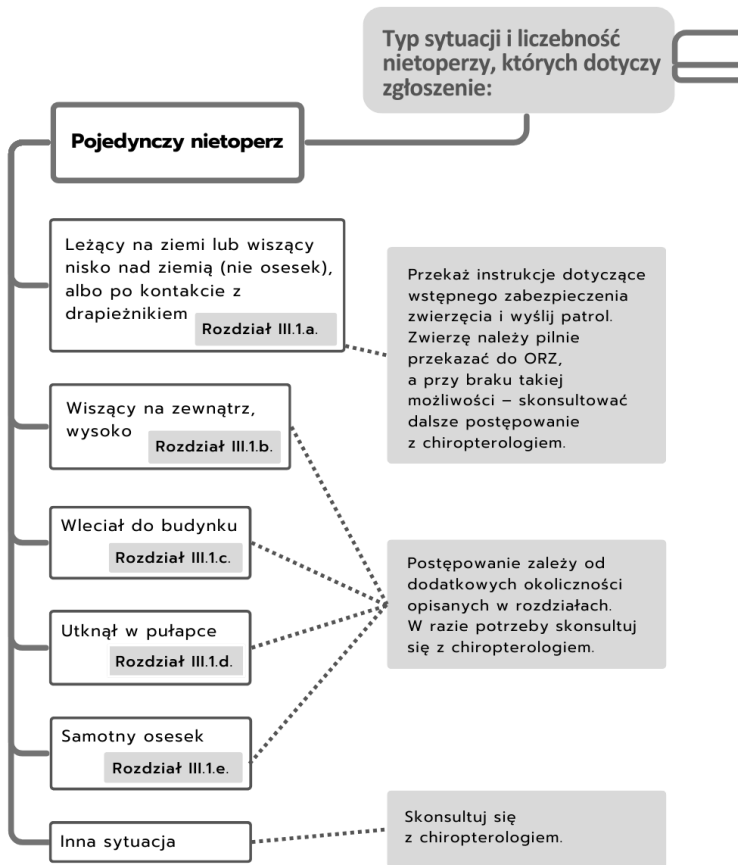 Typ sytuacji i liczebność
nietoperzy, których dotyczy
zgłoszenie:
Pojedynczy nietoperz
Leżący na ziemi lub wiszący
nisko nad ziemią (nie osesek),
albo po kontakcie z
drapieżnikiem
Rozdział III.1.a.
Przekaż instrukcje dotyczące
wstępnego zabezpieczenia
zwierzęcia i wyślij patrol.
Zwierzę należy pilnie
przekazać do ORZ,
a przy braku takiej
możliwości – skonsultować
dalsze postępowanie
z chiropterologiem.
Wiszący na zewnątrz,
wysoko
Rozdział III.1.b.
Wleciał do budynku
Rozdział III.1.c.
Utknął w pułapce
Rozdział III.1.d.
Samotny osesek
Rozdział III.1.e.
Postępowanie zależy od
dodatkowych okoliczności
opisanych w rozdziałach.
W razie potrzeby skonsultuj
się z chiropterologiem.
Inna sytuacja
Skonsultuj się
z chiropterologiem.